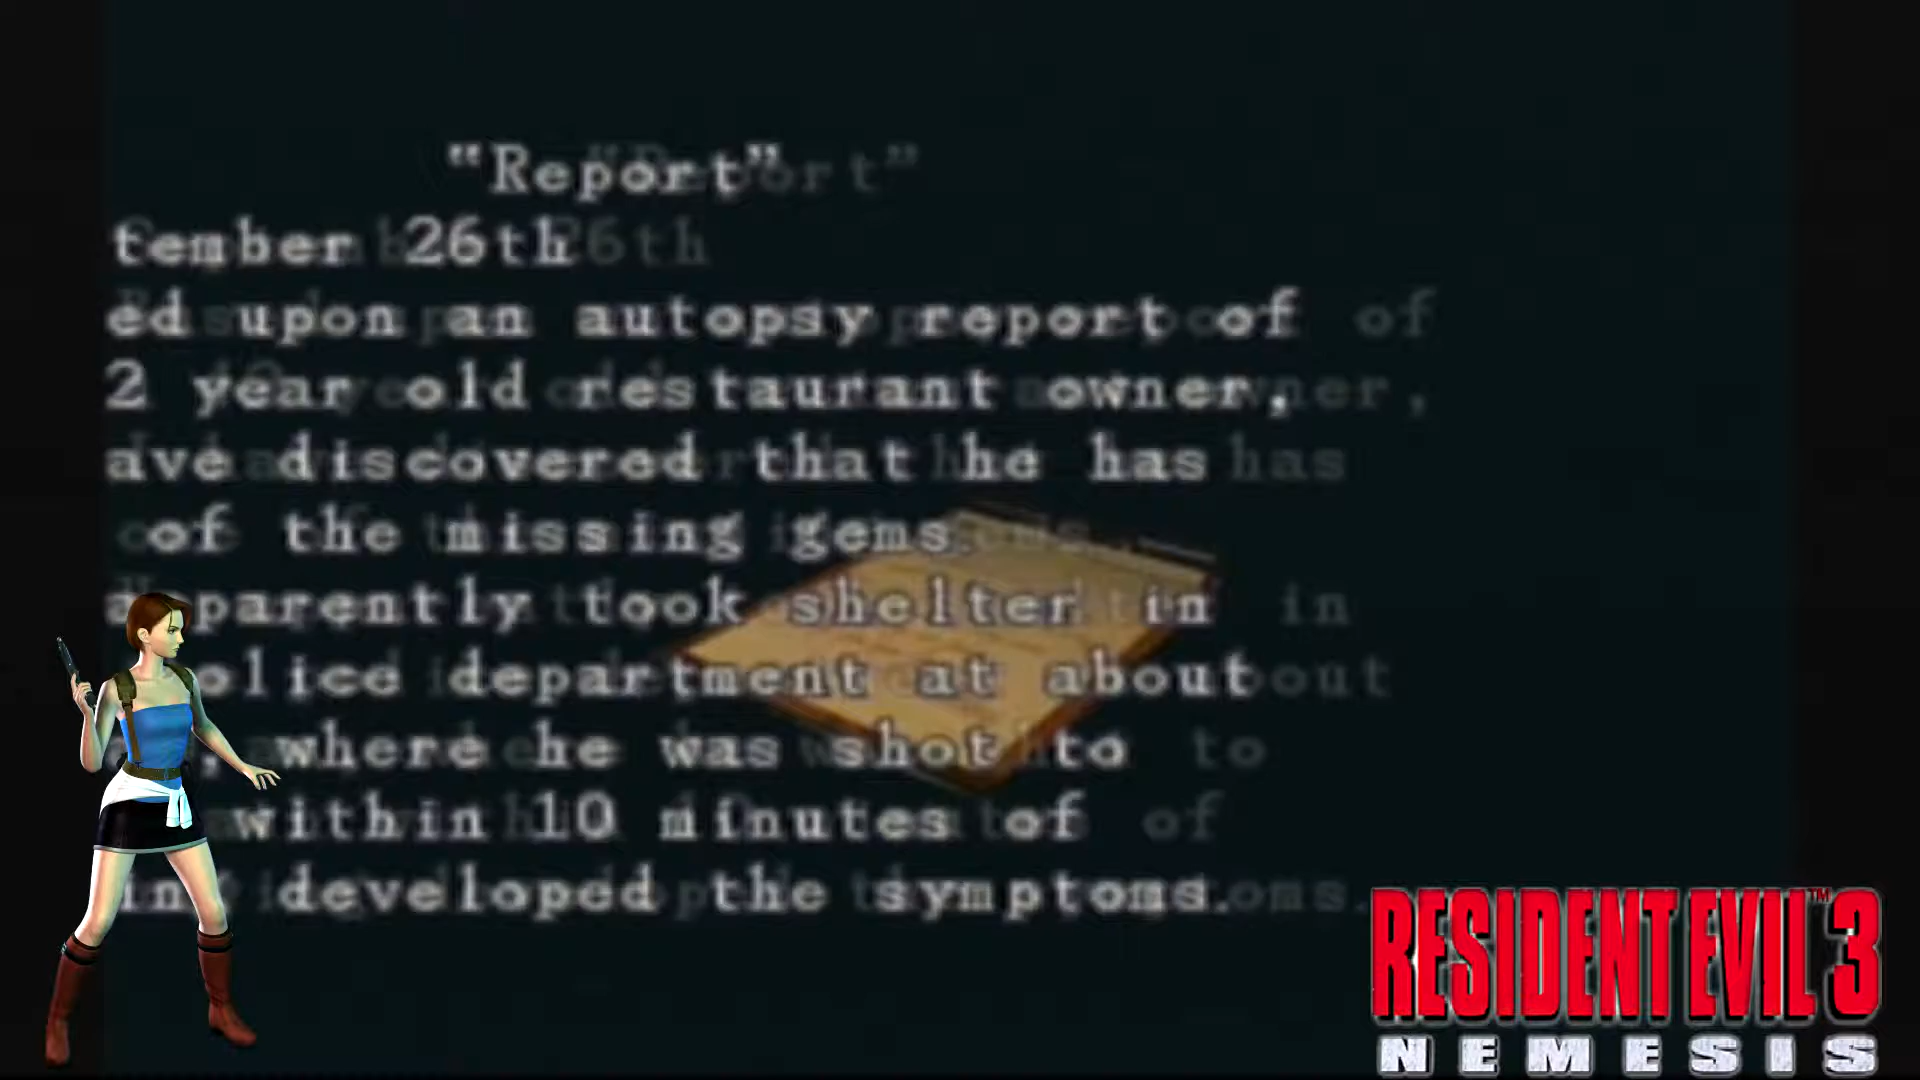 "Report"
tember 26th
ed upon an autopsy report of
2 year old restaurant owner,
ave discovered that he has
of the missing gems.
apparently took shelter in
olice department at about
, where he was shot to
within 10 minutes of
ing developed the symptoms.
RESIDENT EVIL 3™
NEMESIS